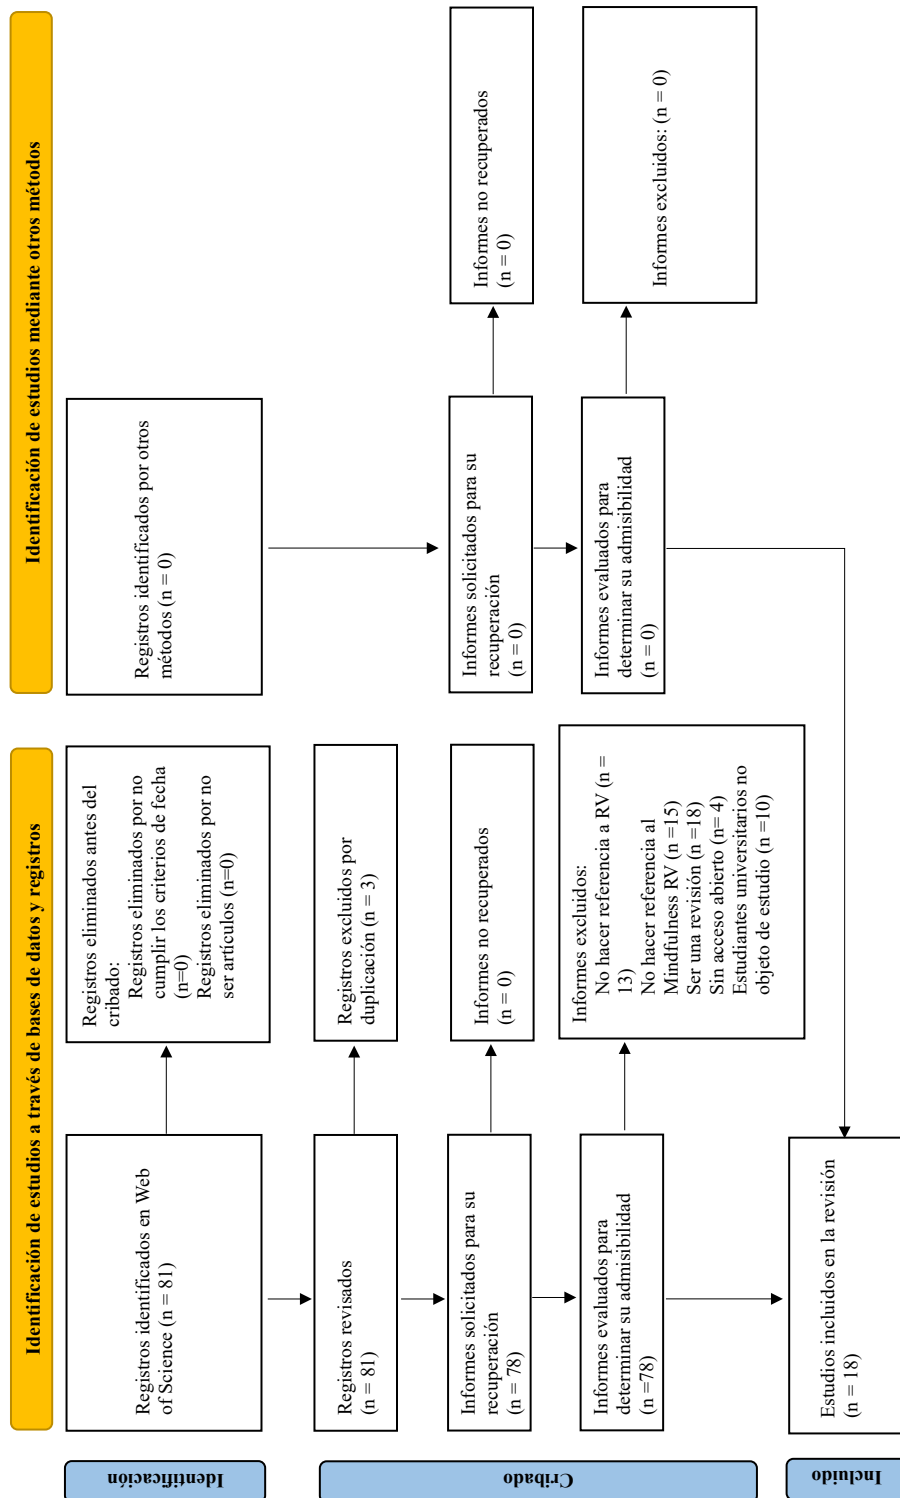 Identificación de estudios a través de bases de datos y registros
Identificación de estudios mediante otros métodos
Identificación
Registros identificados en Web
of Science (n = 81)
Registros eliminados antes del
cribado:
Registros eliminados por no
cumplir los criterios de fecha
(n=0)
Registros eliminados por no
ser artículos (n=0)
Registros identificados por otros
métodos (n = 0)
Cribado
Registros revisados
(n = 81)
Registros excluidos por
duplicación (n = 3)
Informes solicitados para su
recuperación
(n = 78)
Informes no recuperados
(n = 0)
Informes solicitados para su
recuperación
(n = 0)
Informes no recuperados
(n = 0)
Informes evaluados para
determinar su admisibilidad
(n =78)
Informes excluidos:
No hacer referencia a RV (n =
13)
No hacer referencia al
Mindfulness RV (n =15)
Ser una revisión (n =18)
Sin acceso abierto (n= 4)
Estudiantes universitarios no
objeto de estudio (n =10)
Informes evaluados para
determinar su admisibilidad
(n = 0)
Informes excluidos: (n = 0)
Incluido
Estudios incluidos en la revisión
(n = 18)